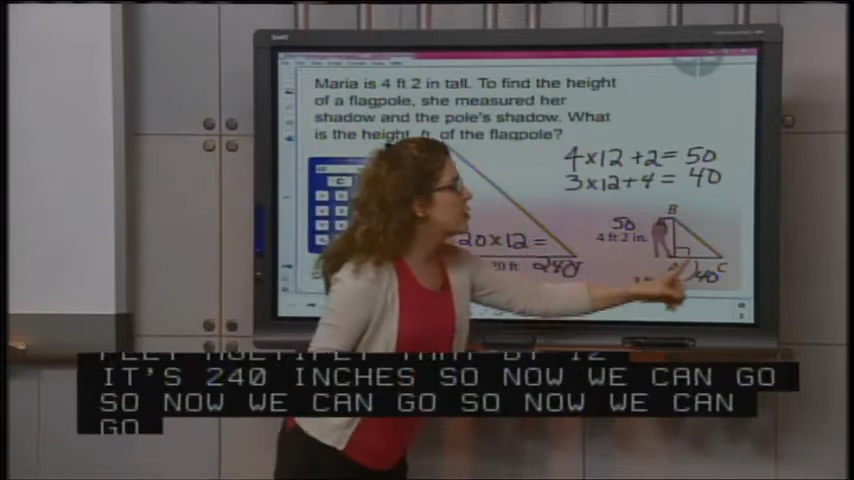 Maria is 4 ft 2 in tall. To find the height
of a flagpole, she measured her
shadow and the pole's shadow. What
is the height, h, of the flagpole?
4x12+2=50
3x12+4=40
B
50
4 ft 2 in.
20x12=
20 ft
240
40
C
IT'S 240 INCHES SO NOW WE CAN GO
SO NOW WE CAN GO SO NOW WE CAN
GO